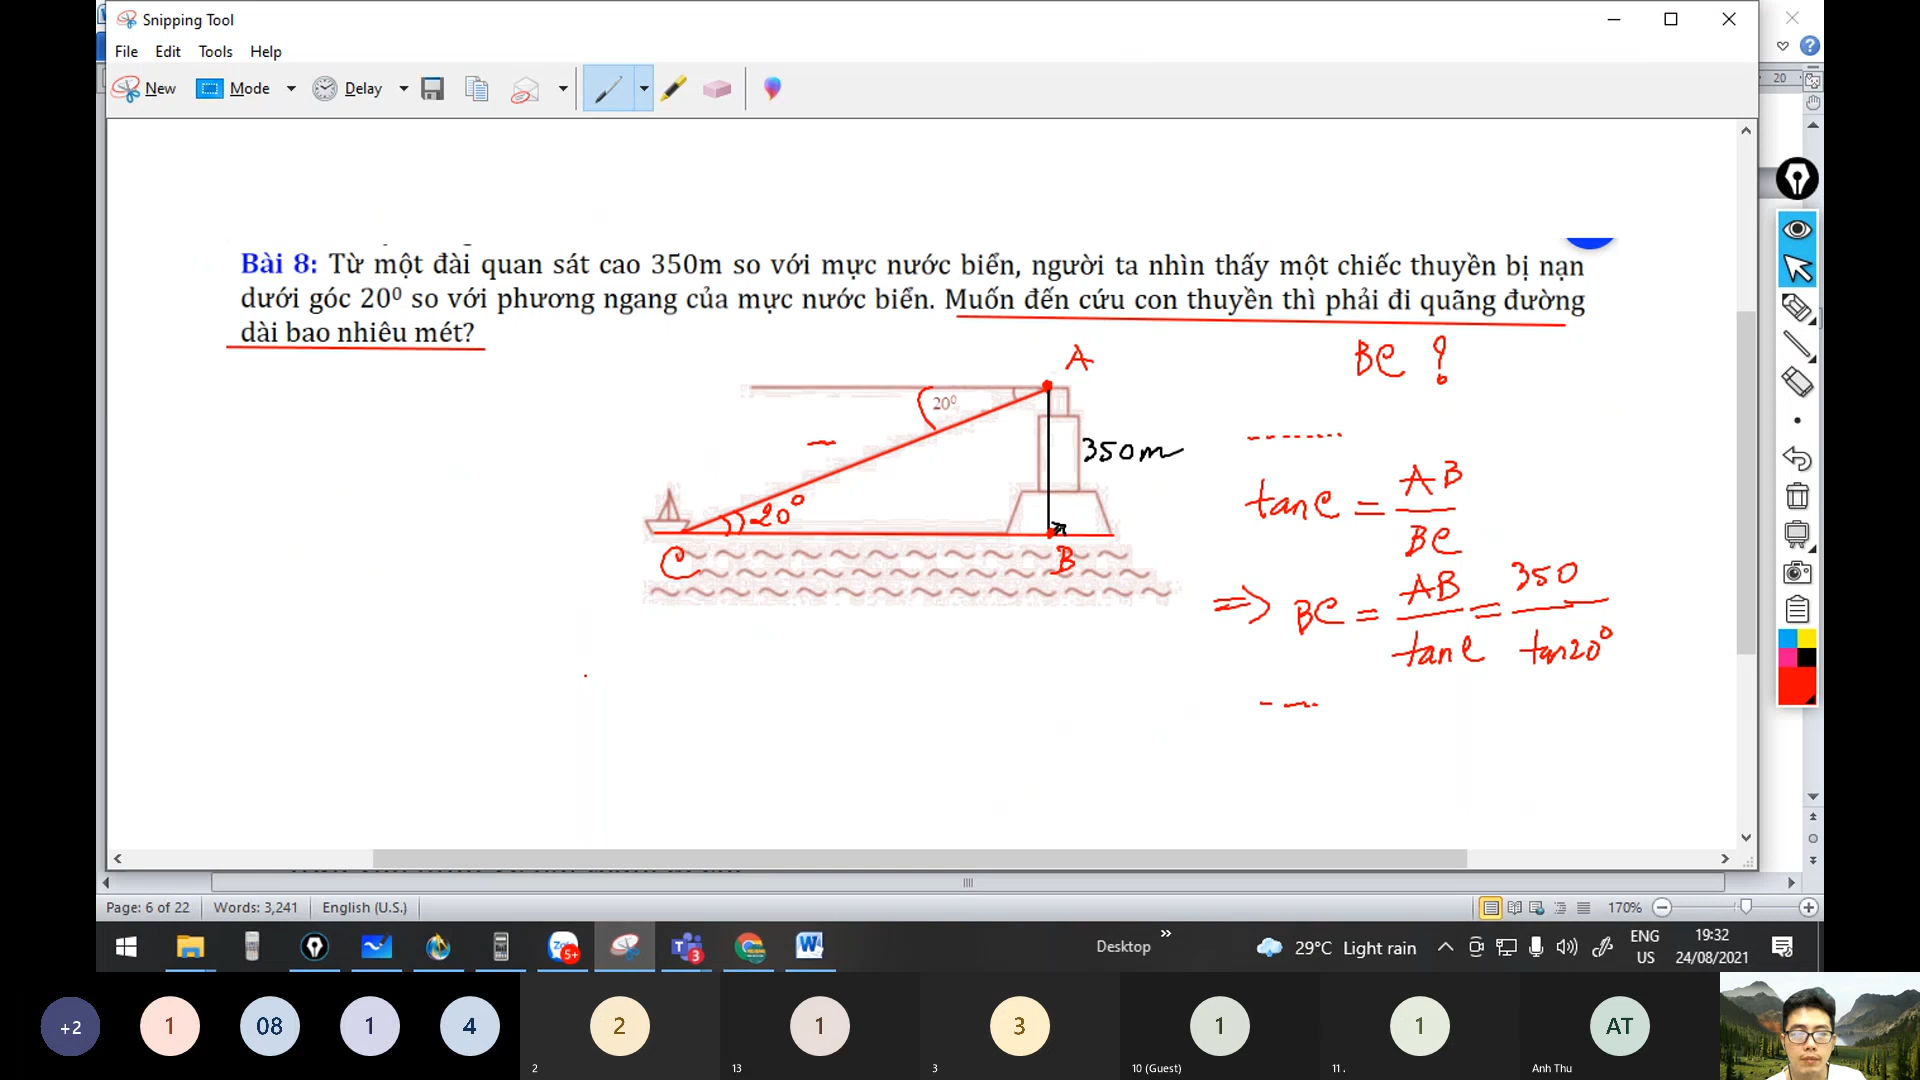 Snipping Tool
File Edit Tools Help
New Mode Delay
20
Bài 8: Từ một đài quan sát cao 350m so với mực nước biển, người ta nhìn thấy một chiếc thuyền bị nạn
dưới góc 20⁰ so với phương ngang của mực nước biển. Muốn đến cứu con thuyền thì phải đi quãng đường
dài bao nhiêu mét?
BC ?
A
20⁰
350m
20°
C
B
tanC = AB/BC
=> BC = AB/tanC = 350/tan20°
Page: 6 of 22 Words: 3,241 English (U.S.) 170%
Desktop » 29°C Light rain ENG US 19:32 24/08/2021
5+
3
+2 1 08 1 4 2 1 3 1 1 AT
2 13 3 10 (Guest) 11 . Anh Thu